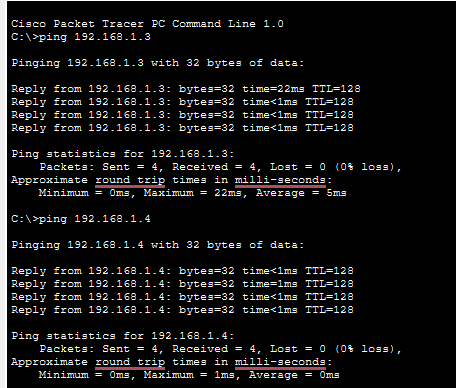 Cisco Packet Tracer PC Command Line 1.0
C:\>ping 192.168.1.3
Pinging 192.168.1.3 with 32 bytes of data:
Reply from 192.168.1.3: bytes=32 time=22ms TTL=128
Reply from 192.168.1.3: bytes=32 time<1ms TTL=128
Reply from 192.168.1.3: bytes=32 time<1ms TTL=128
Reply from 192.168.1.3: bytes=32 time<1ms TTL=128
Ping statistics for 192.168.1.3:
Packets: Sent = 4, Received = 4, Lost = 0 (0% loss),
Approximate round trip times in milli-seconds:
Minimum = 0ms, Maximum = 22ms, Average = 5ms
C:\>ping 192.168.1.4
Pinging 192.168.1.4 with 32 bytes of data:
Reply from 192.168.1.4: bytes=32 time<1ms TTL=128
Reply from 192.168.1.4: bytes=32 time=1ms TTL=128
Reply from 192.168.1.4: bytes=32 time<1ms TTL=128
Reply from 192.168.1.4: bytes=32 time<1ms TTL=128
Ping statistics for 192.168.1.4:
Packets: Sent = 4, Received = 4, Lost = 0 (0% loss),
Approximate round trip times in milli-seconds:
Minimum = 0ms, Maximum = 1ms, Average = 0ms